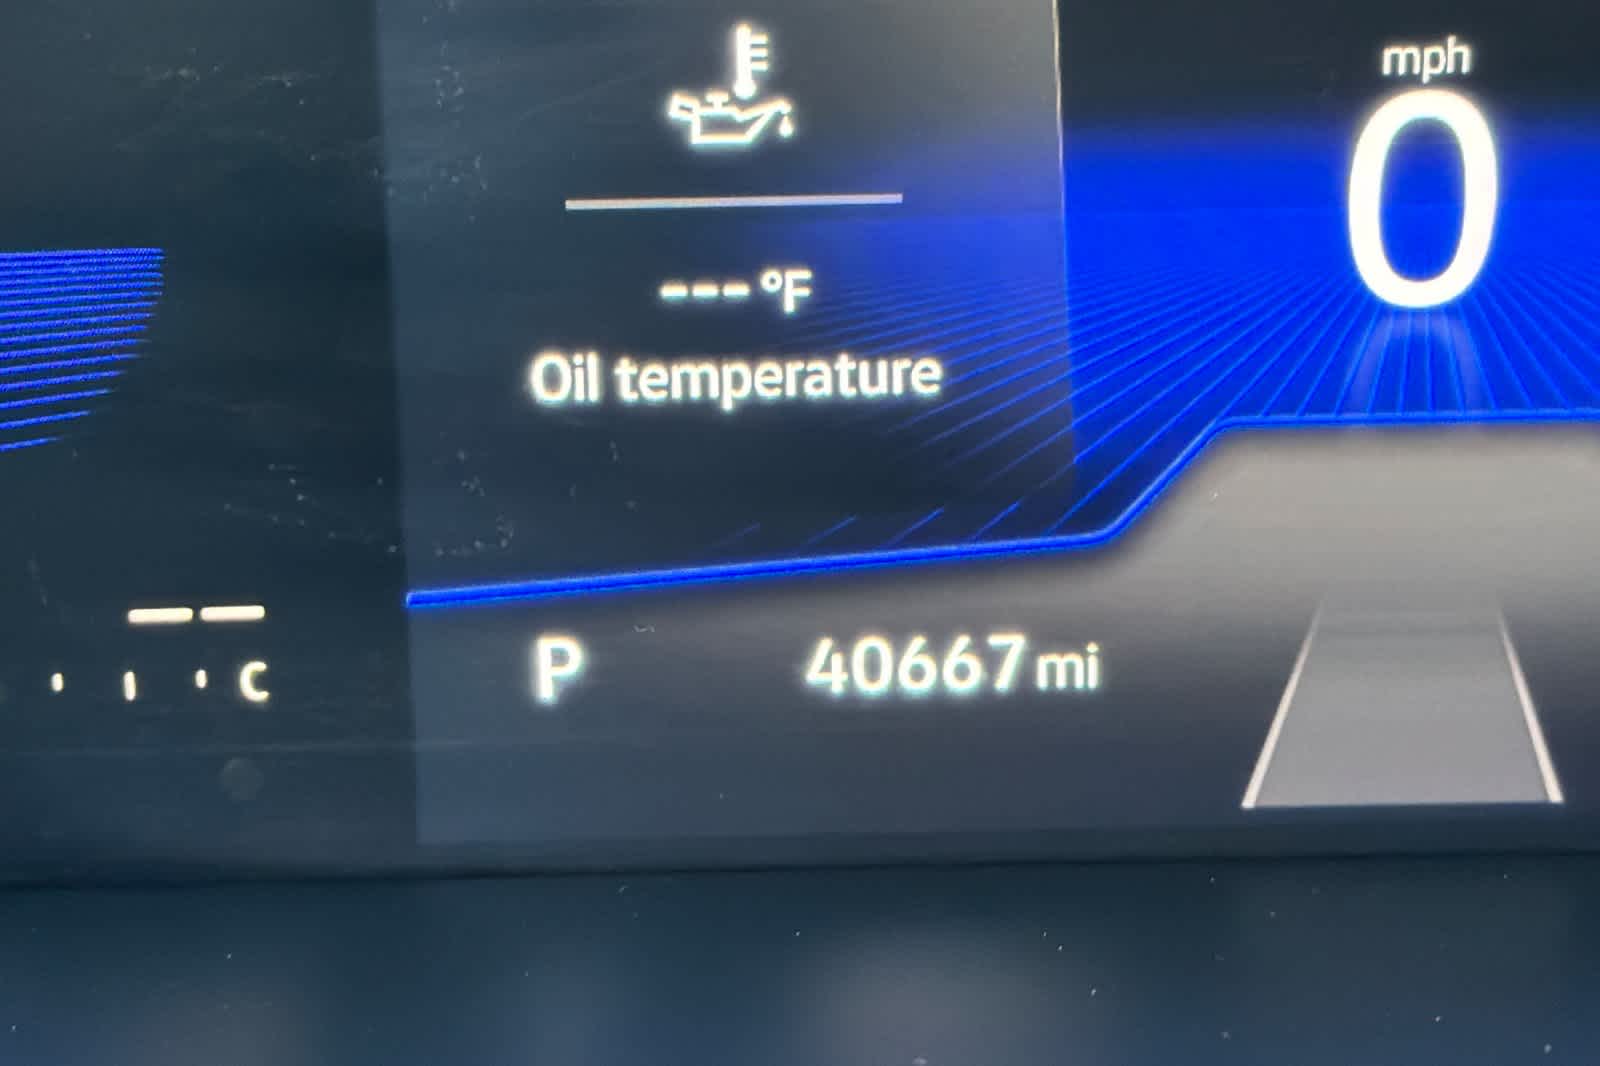 mph
0
---°F
Oil temperature
C
P 40667 mi